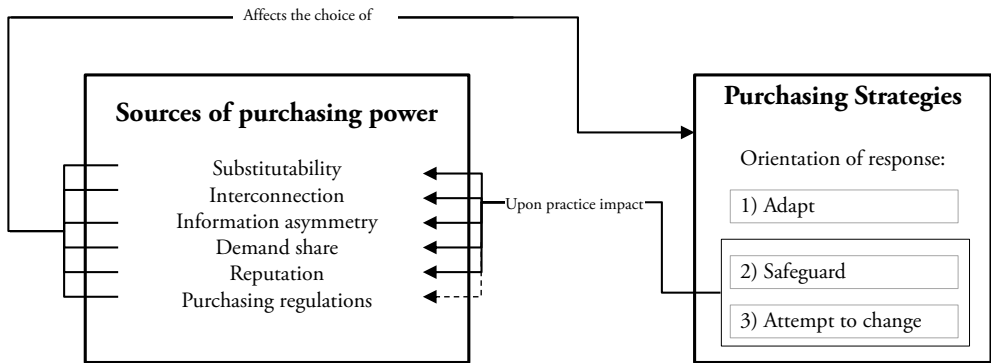 Affects the choice of
Sources of purchasing power
Substitutability
Interconnection
Information asymmetry
Demand share
Reputation
Purchasing regulations
Upon practice impact
Purchasing Strategies
Orientation of response:
1) Adapt
2) Safeguard
3) Attempt to change